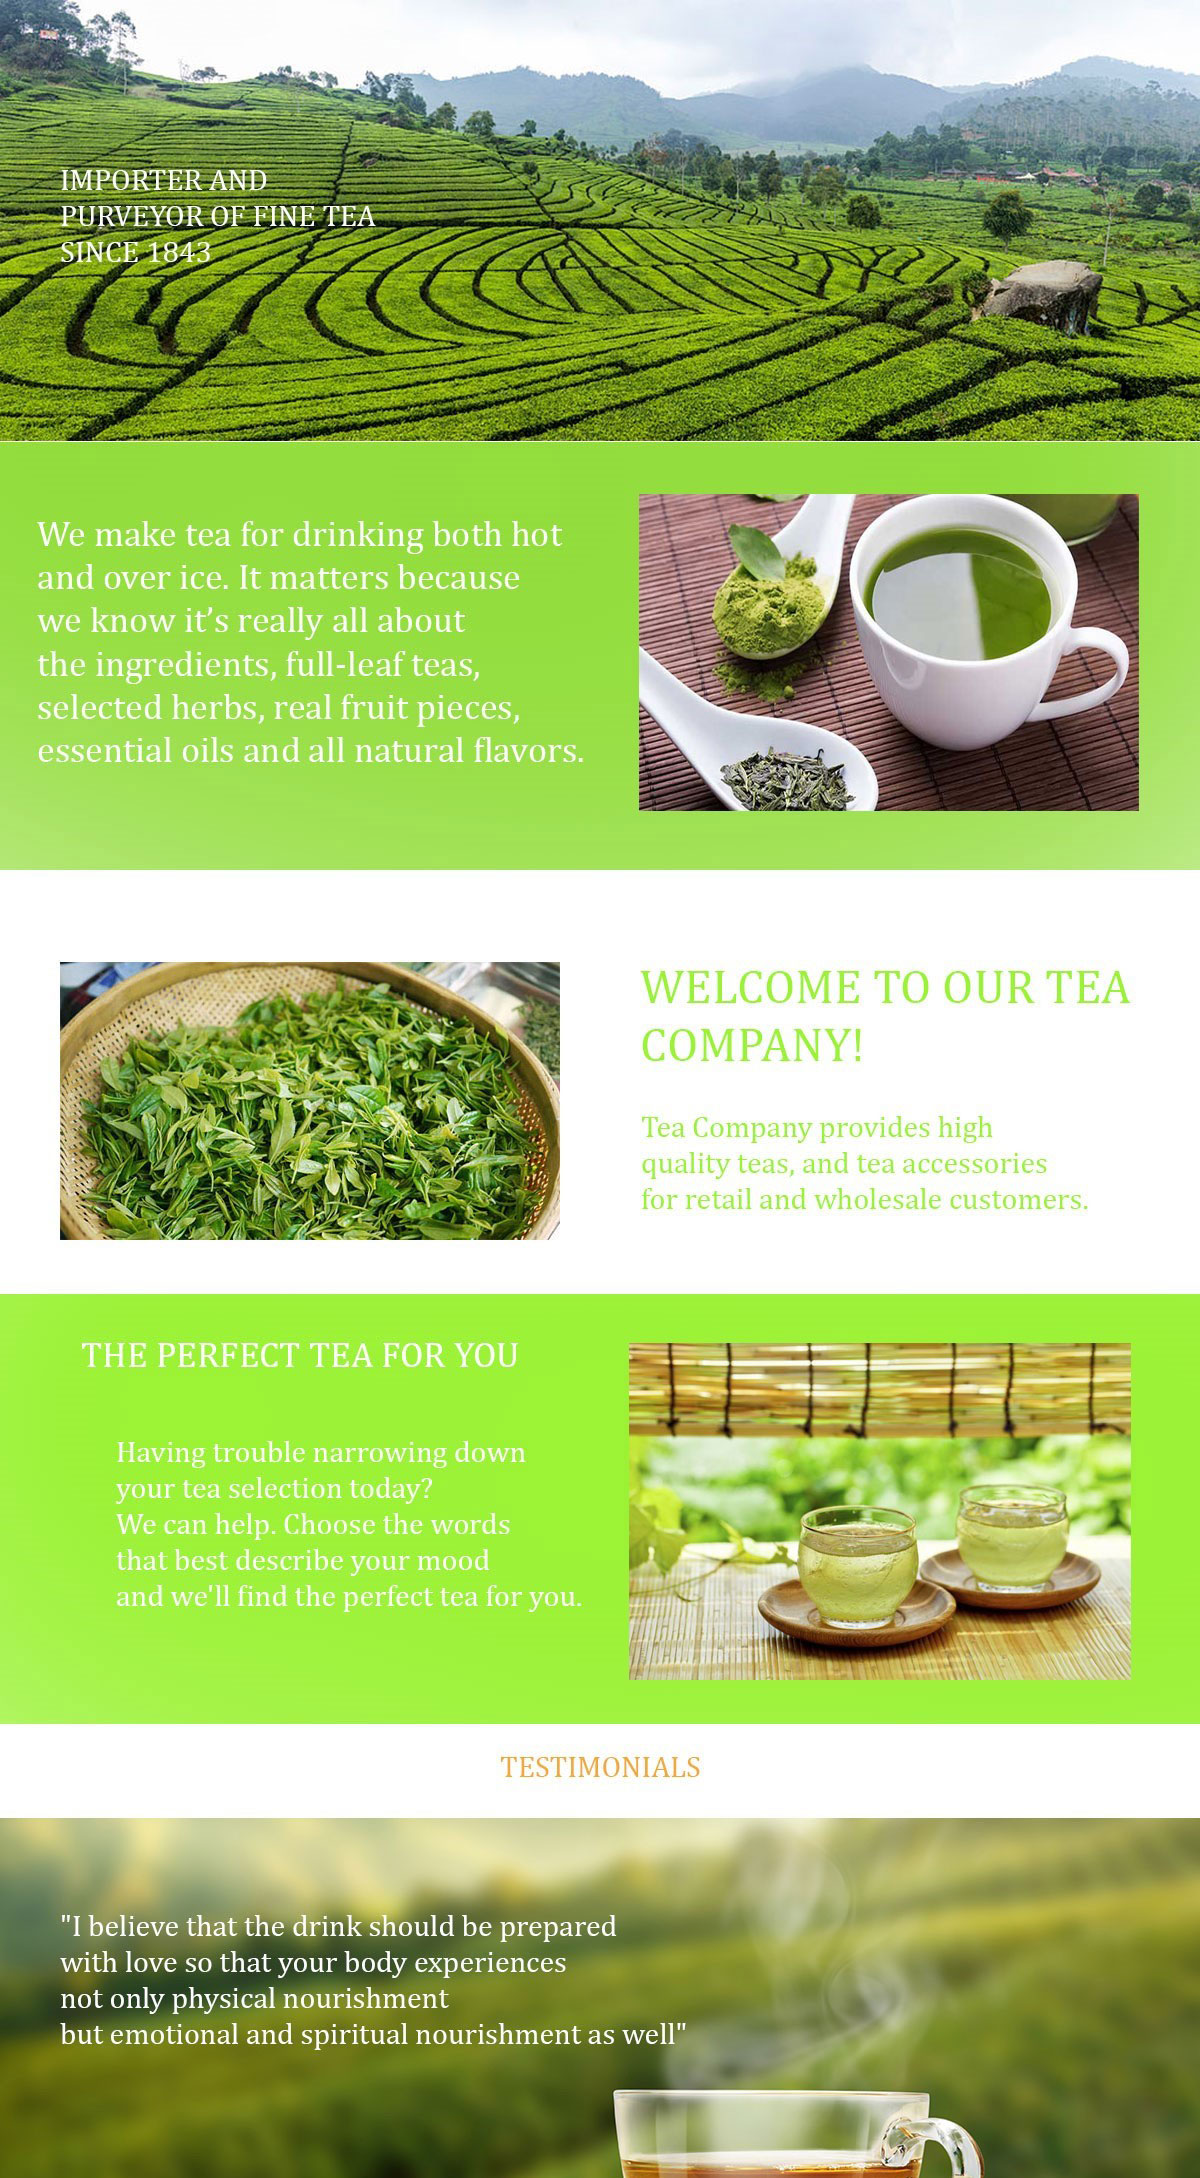 IMPORTER AND
PURVEYOR OF FINE TEA
SINCE 1843
We make tea for drinking both hot
and over ice. It matters because
we know it’s really all about
the ingredients, full-leaf teas,
selected herbs, real fruit pieces,
essential oils and all natural flavors.
WELCOME TO OUR TEA
COMPANY!
Tea Company provides high
quality teas, and tea accessories
for retail and wholesale customers.
THE PERFECT TEA FOR YOU
Having trouble narrowing down
your tea selection today?
We can help. Choose the words
that best describe your mood
and we'll find the perfect tea for you.
TESTIMONIALS
"I believe that the drink should be prepared
with love so that your body experiences
not only physical nourishment
but emotional and spiritual nourishment as well"